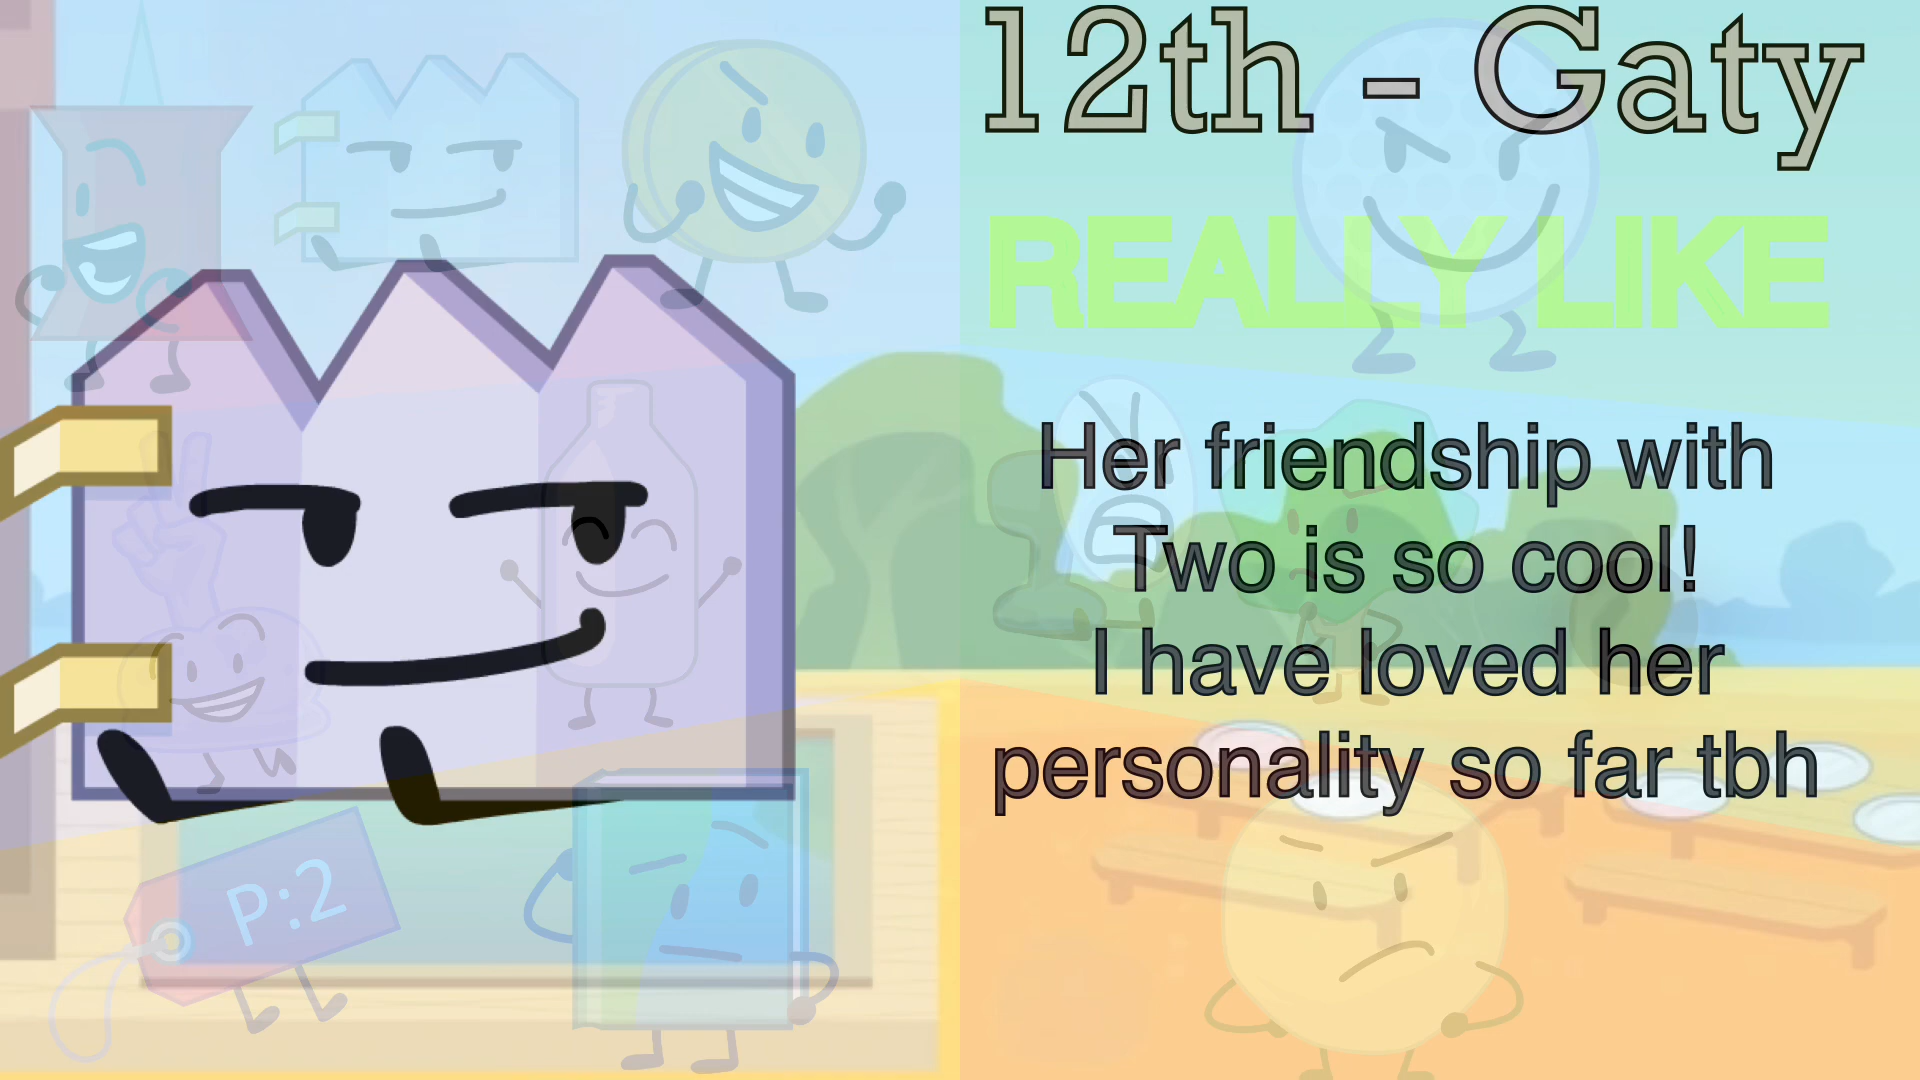 12th - Gaty
REALLY LIKE
Her friendship with
Two is so cool!
I have loved her
personality so far tbh
P:2